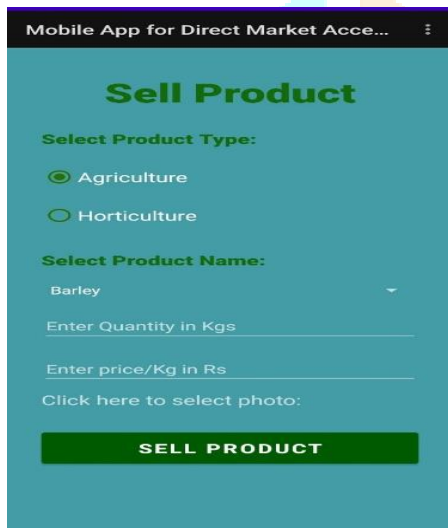 Mobile App for Direct Market Acce...
Sell Product
Select Product Type:
Agriculture
Horticulture
Select Product Name:
Barley
Enter Quantity in Kgs
Enter price/Kg in Rs
Click here to select photo:
SELL PRODUCT